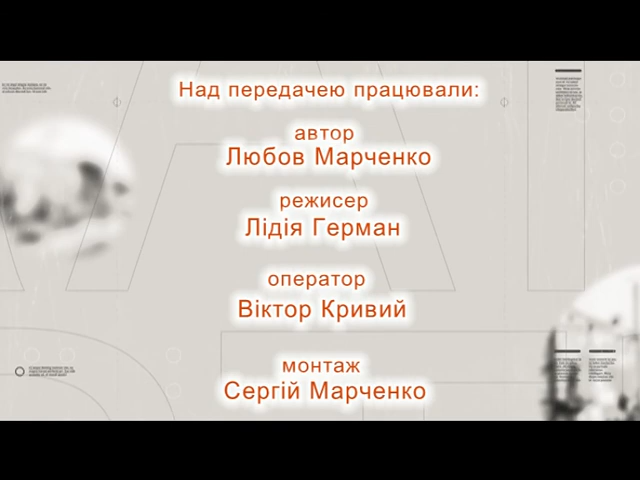 Над передачею працювали:
автор
Любов Марченко
режисер
Лідія Герман
оператор
Віктор Кривий
монтаж
Сергій Марченко